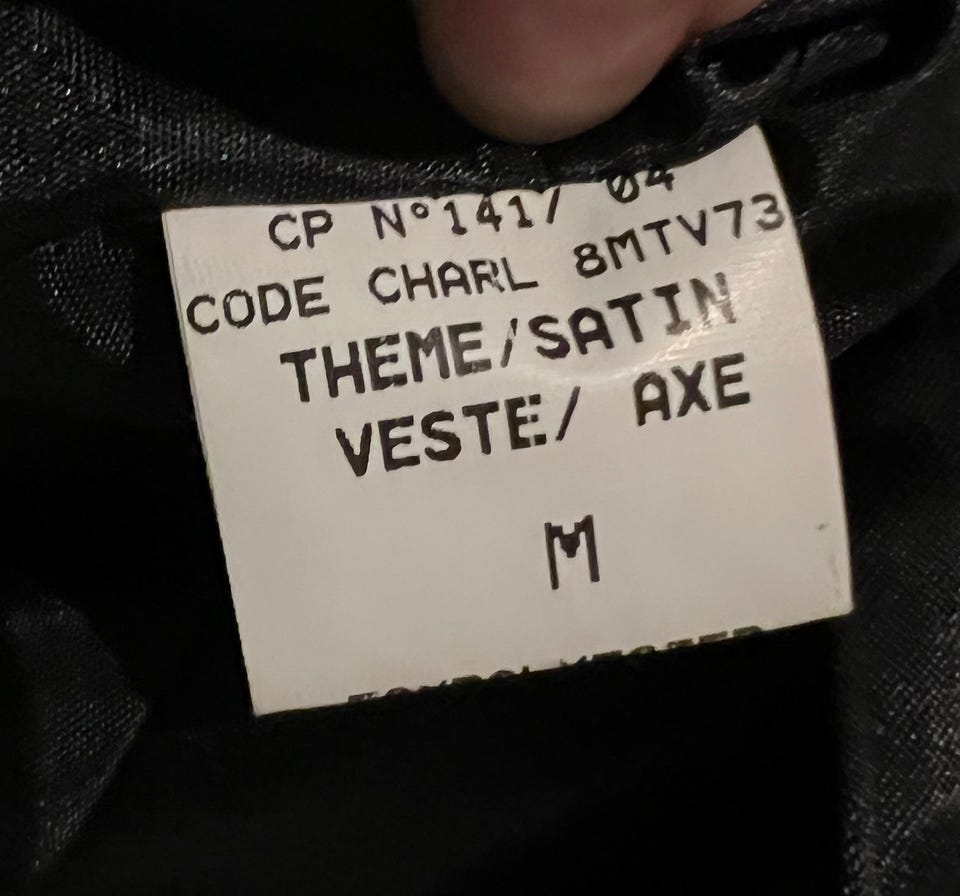 CP N°141/ 04
CODE CHARL 8MTV73
THEME/SATIN
VESTE/ AXE
M